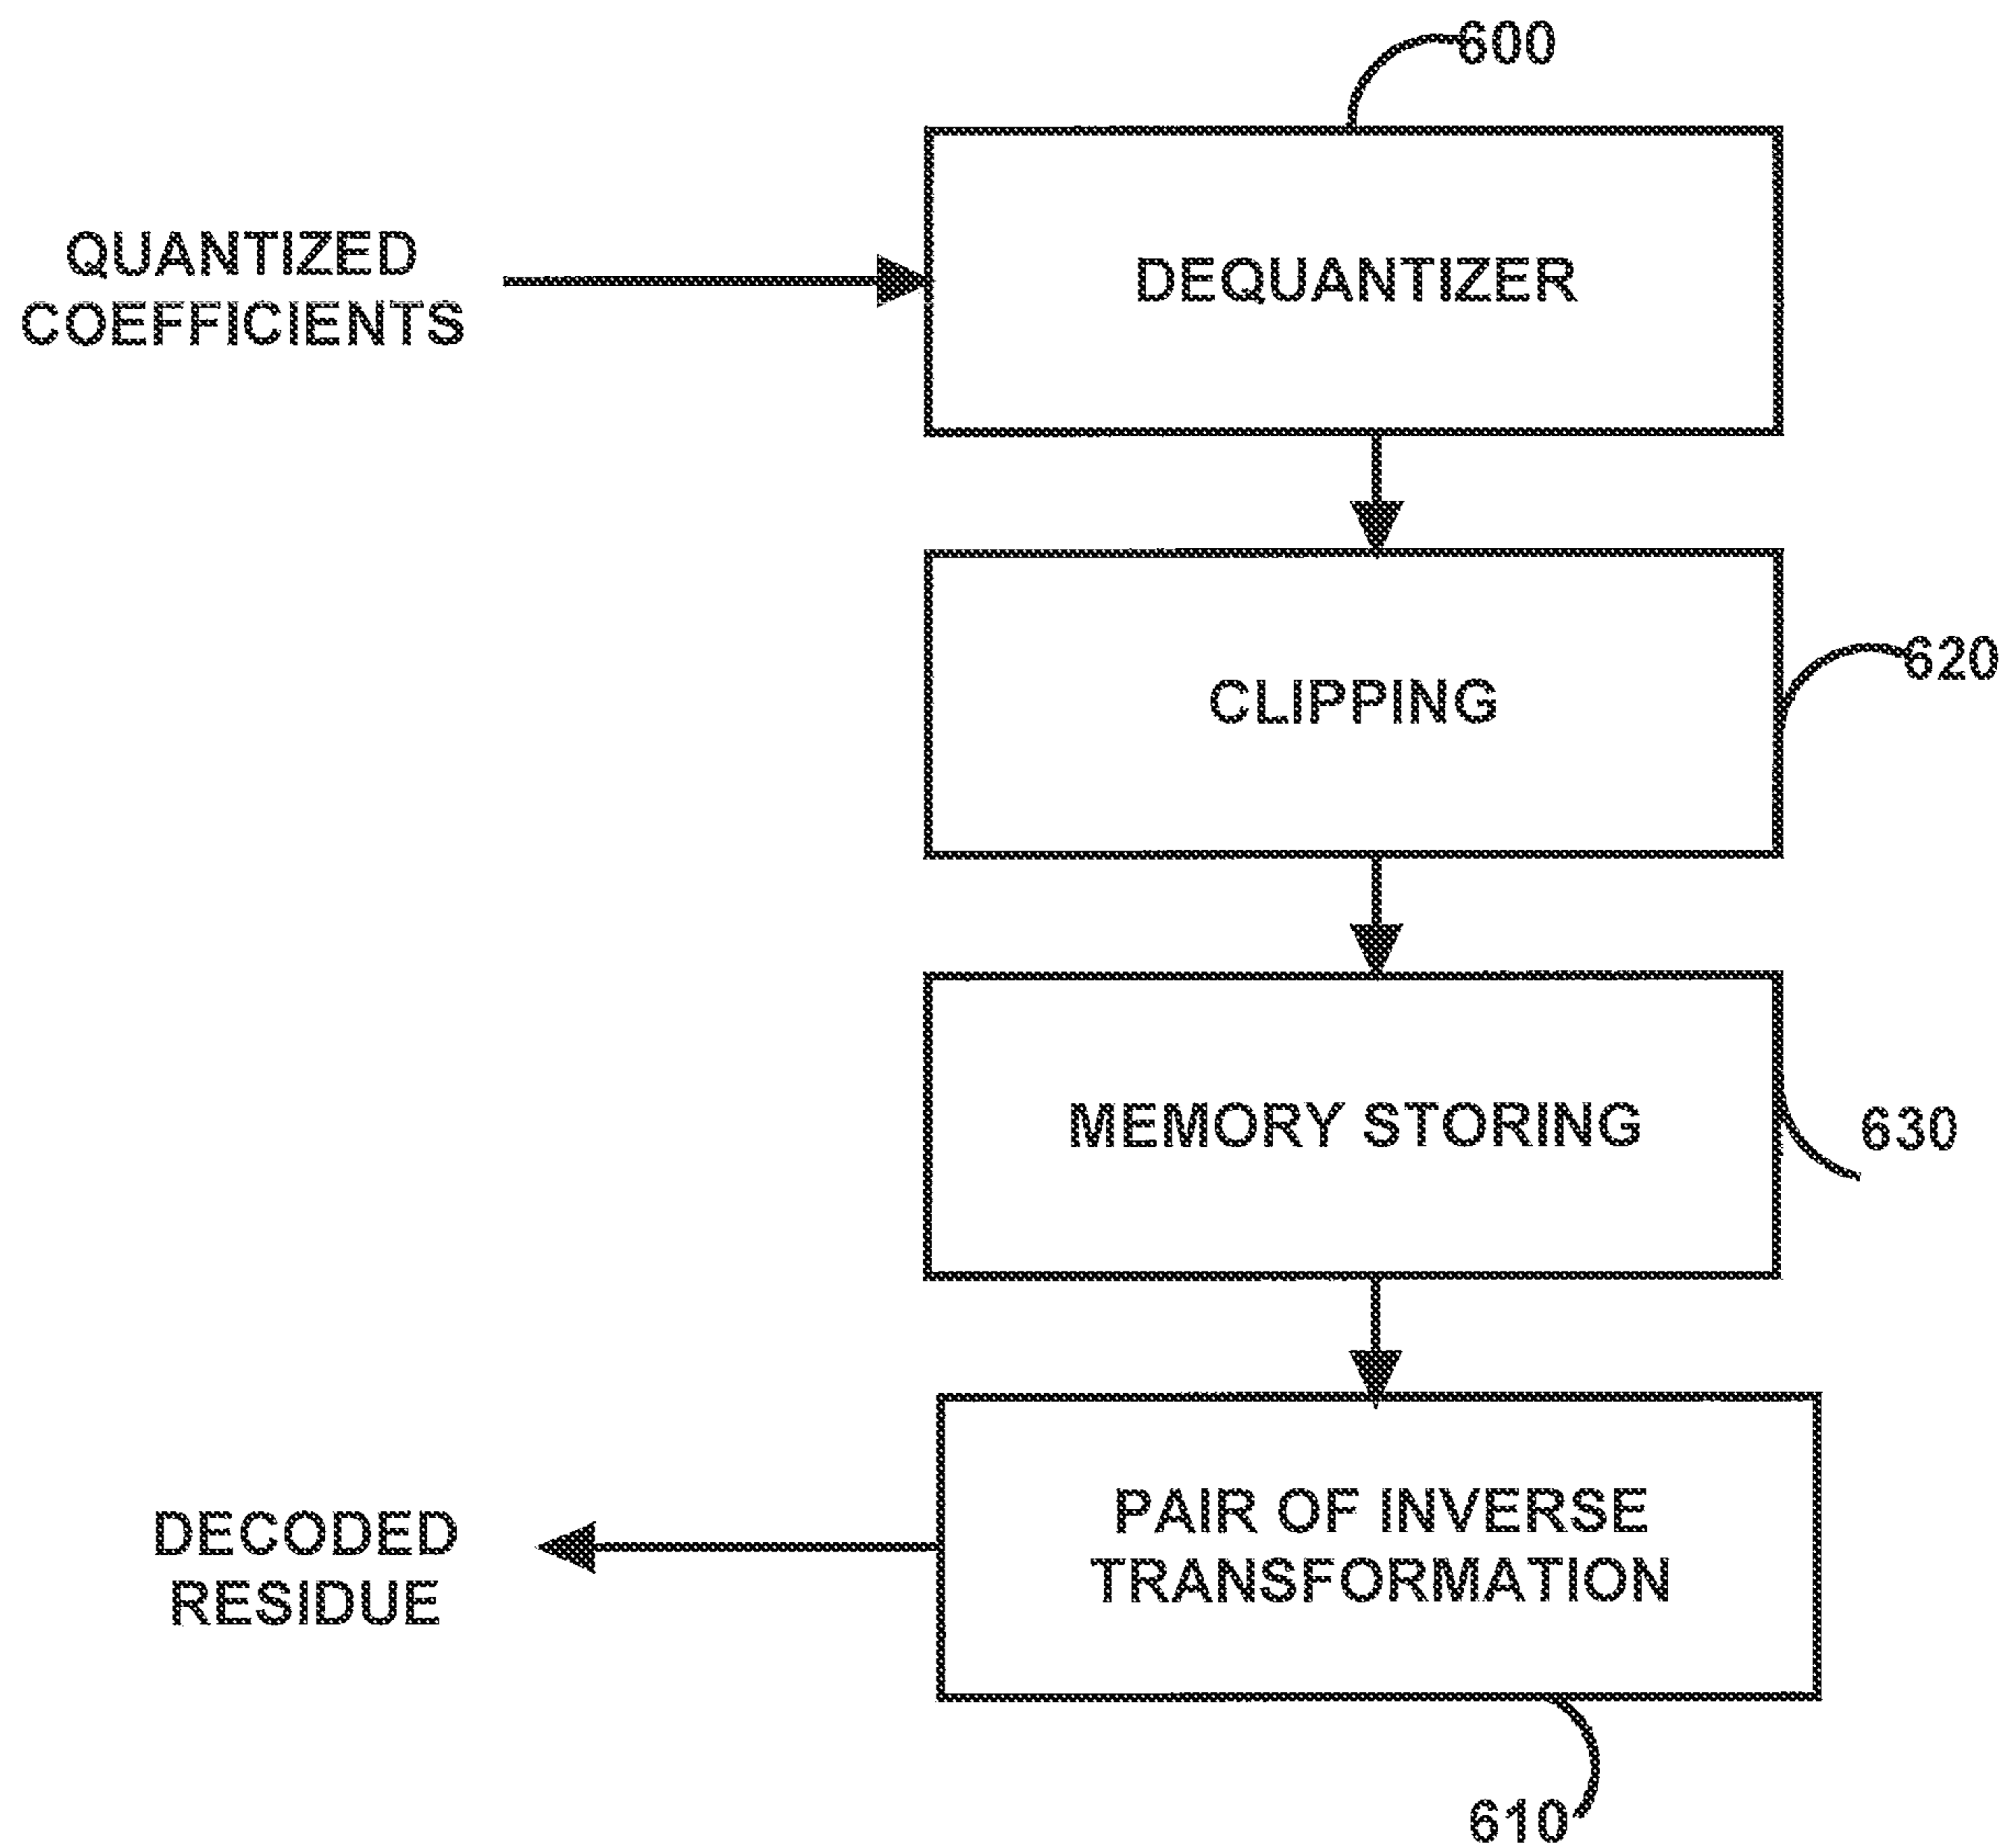 600
QUANTIZED
COEFFICIENTS
DEQUANTIZER
CLIPPING
620
MEMORY STORING
630
PAIR OF INVERSE
TRANSFORMATION
DECODED
RESIDUE
610